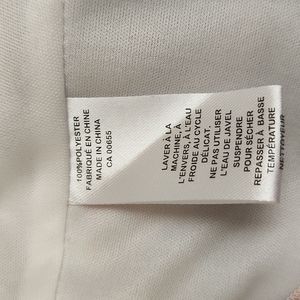 100%POLYESTER
FABRIQUÉ EN CHINE
MADE IN CHINA
CA 00655
LAVER A LA
MACHINE, À
L'ENVERS, À L'EAU
FROIDE AU CYCLE
DÉLICAT,
NE PAS UTILISER
L'EAU DE JAVEL
SUSPENDRE
POUR SÉCHER
REPASSER À BASSE
TEMPÉRATURE
NETTOYEUR